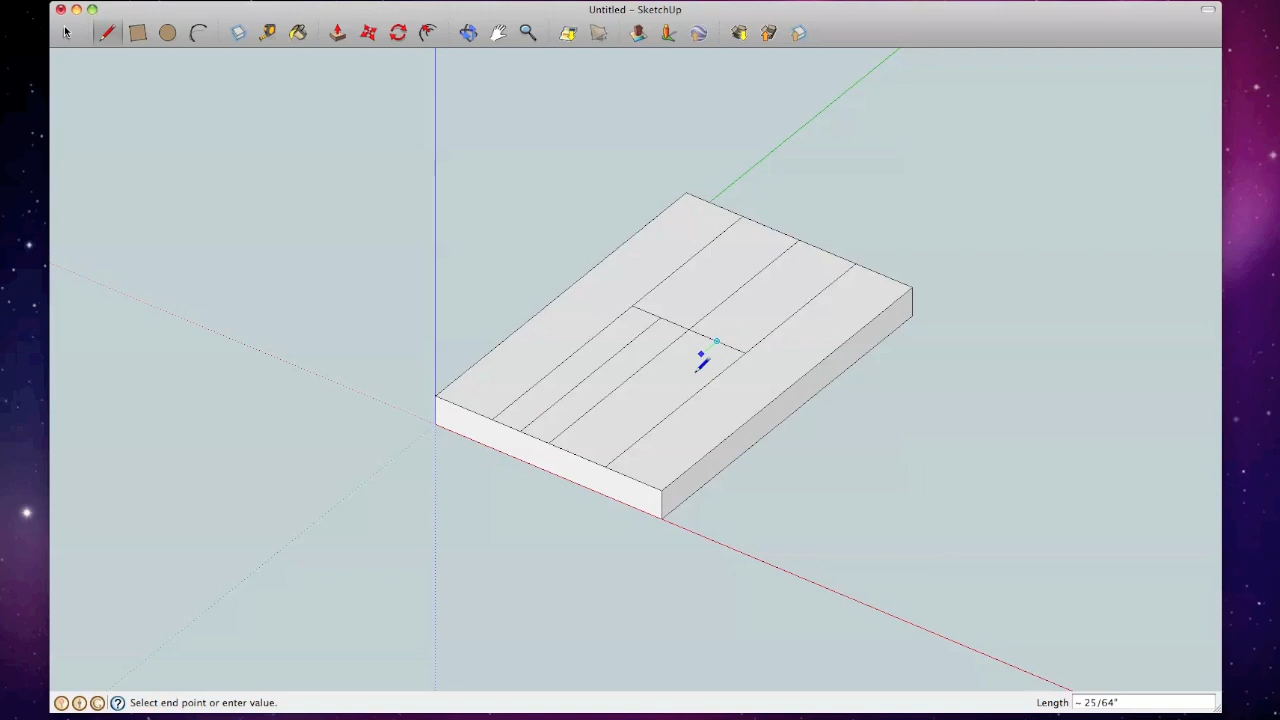 Untitled – SketchUp
Select end point or enter value.
Length ~ 25/64"